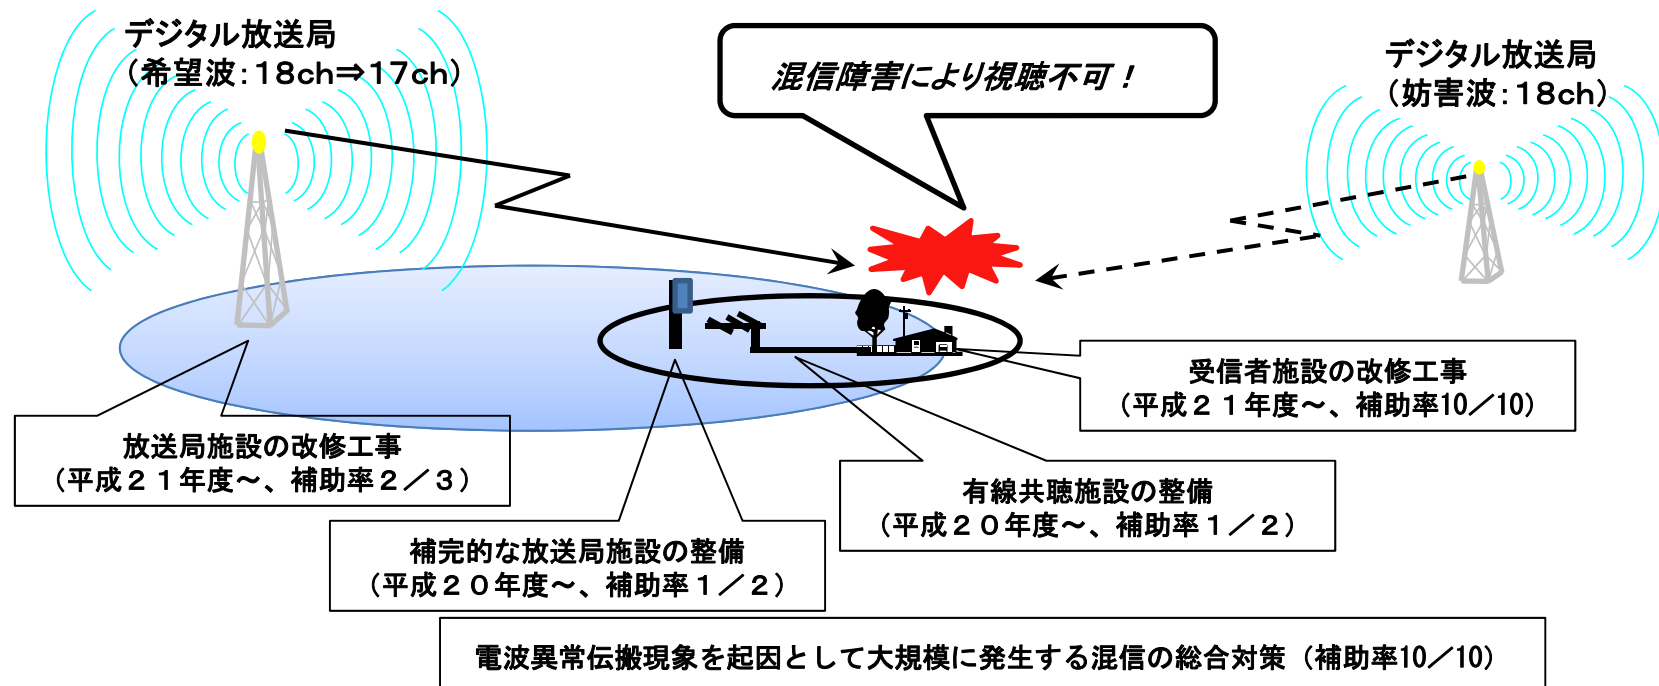 デジタル放送局
（希望波：１８ch⇒１７ch）
混信障害により視聴不可！
デジタル放送局
（妨害波：１８ch）
受信者施設の改修工事
（平成２１年度～、補助率10／10）
放送局施設の改修工事
（平成２１年度～、補助率２／３）
有線共聴施設の整備
（平成２０年度～、補助率１／２）
補完的な放送局施設の整備
（平成２０年度～、補助率１／２）
電波異常伝搬現象を起因として大規模に発生する混信の総合対策（補助率10／10）